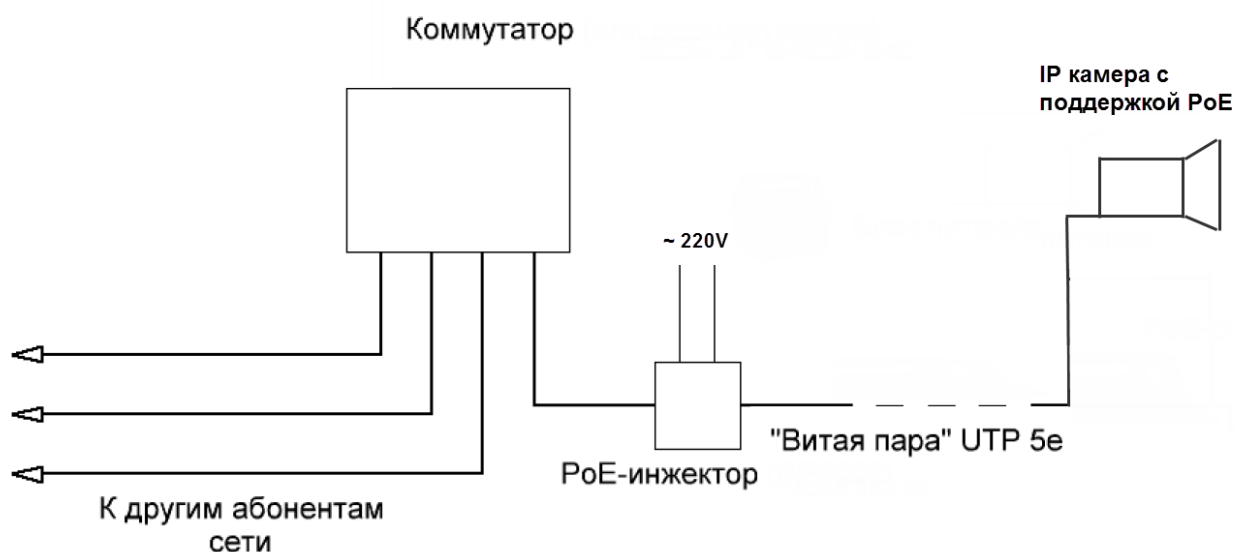 Коммутатор
IP камера с
поддержкой PoE
~ 220V
"Витая пара" UTP 5e
PoE-инжектор
К другим абонентам
сети